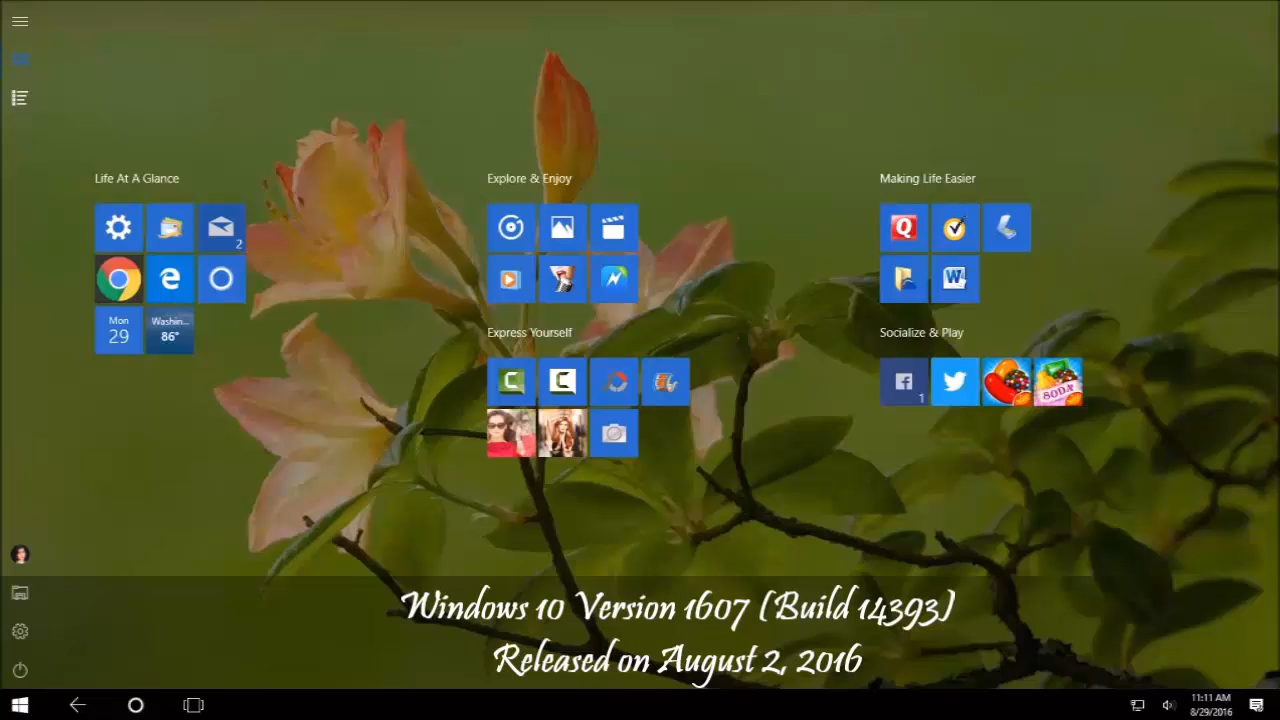 Life At A Glance
Explore & Enjoy
Making Life Easier
2
Mon
29
Washin...
86°
Express Yourself
Socialize & Play
1
SODA
Windows 10 Version 1607 (Build 14393)
Released on August 2, 2016
11:11 AM
8/29/2016